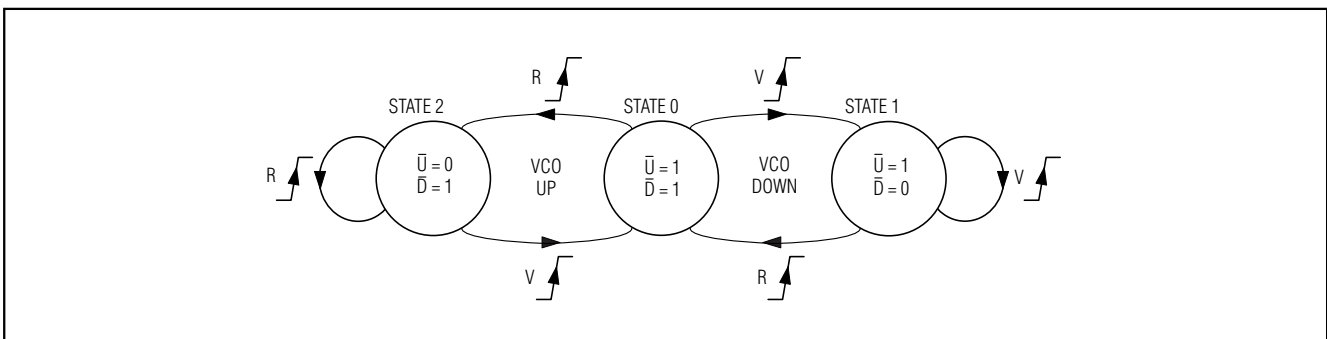 R
V
STATE 2
STATE 0
STATE 1
R
U̅ = 0
D̅ = 1
VCO
UP
U̅ = 1
D̅ = 1
VCO
DOWN
U̅ = 1
D̅ = 0
V
V
R